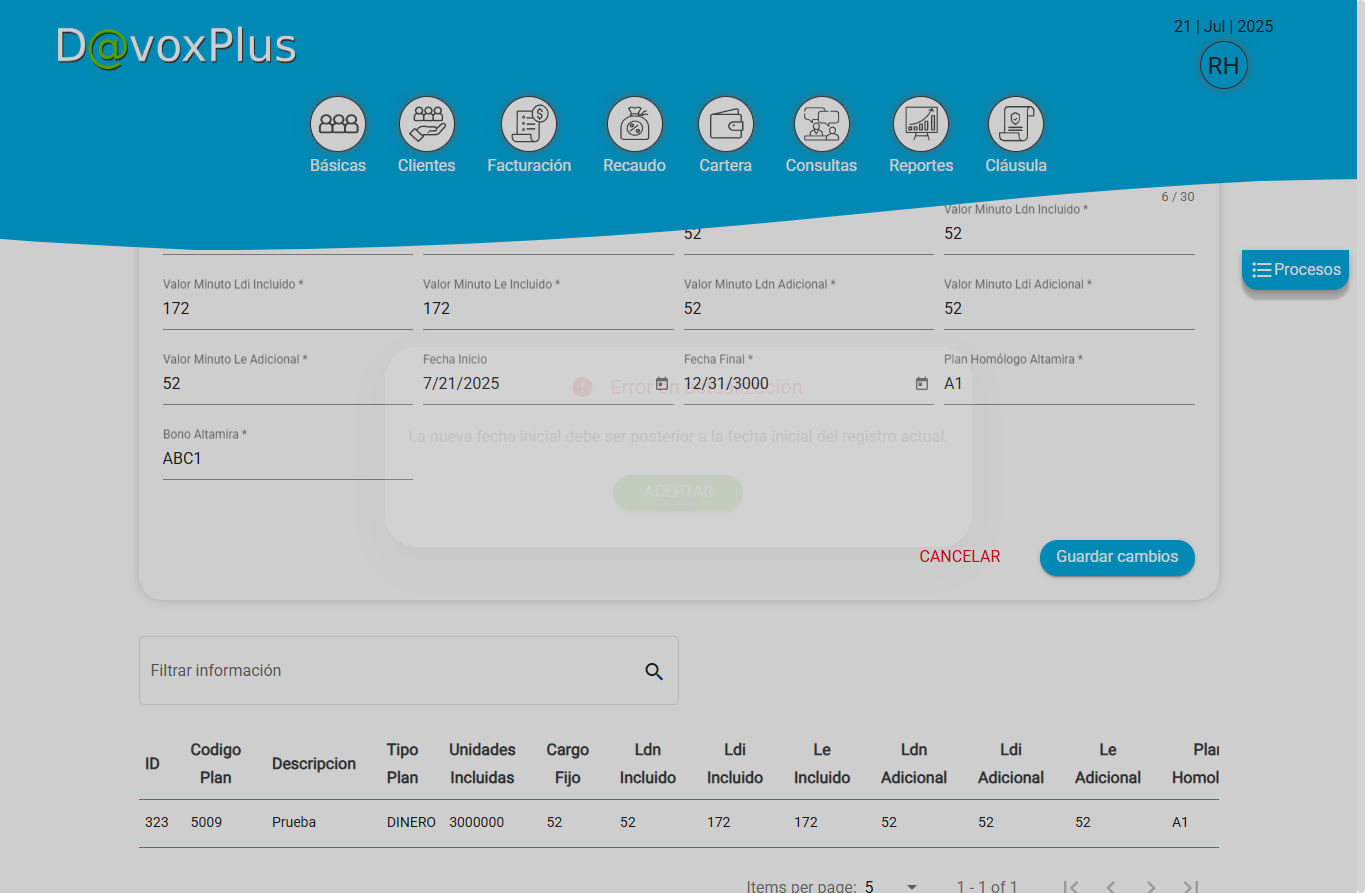 D@voxPlus
21 | Jul | 2025
RH
Básicas Clientes Facturación Recaudo Cartera Consultas Reportes Cláusula
6 / 30
Valor Minuto Ldn Incluido *
52 52
Procesos
Valor Minuto Ldi Incluido * Valor Minuto Le Incluido * Valor Minuto Ldn Adicional * Valor Minuto Ldi Adicional *
172 172 52 52
Valor Minuto Le Adicional * Fecha Inicio Fecha Final * Plan Homólogo Altamira *
52 7/21/2025 12/31/3000 A1
Error en actualización
Bono Altamira *
La nueva fecha inicial debe ser posterior a la fecha inicial del registro actual.
ABC1
ACEPTAR
CANCELAR Guardar cambios
Filtrar información
ID Codigo Plan Descripcion Tipo Plan Unidades Incluidas Cargo Fijo Ldn Incluido Ldi Incluido Le Incluido Ldn Adicional Ldi Adicional Le Adicional Plan Homol
323 5009 Prueba DINERO 3000000 52 52 172 172 52 52 52 A1
Items per page: 5 1 - 1 of 1